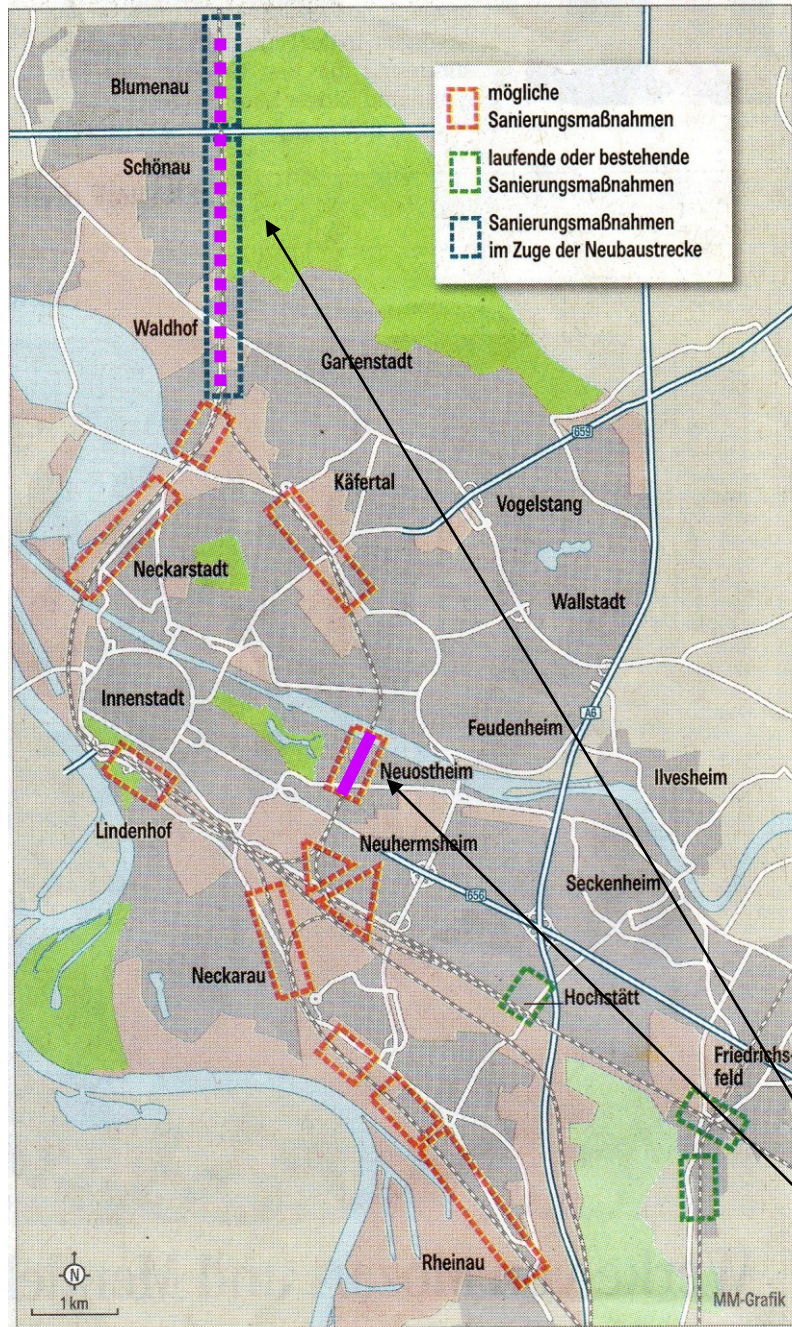 Blumenau
Schönau
Waldhof
Gartenstadt
mögliche
Sanierungsmaßnahmen
laufende oder bestehende
Sanierungsmaßnahmen
Sanierungsmaßnahmen
im Zuge der Neubaustrecke
659
Käfertal
Vogelstang
Neckarstadt
Wallstadt
Innenstadt
A6
Feudenheim
Neuostheim
Ilvesheim
Lindenhof
Neuhermsheim
Seckenheim
656
Neckarau
Hochstätt
Friedrichs-
feld
Rheinau
N
1 km
MM-Grafik